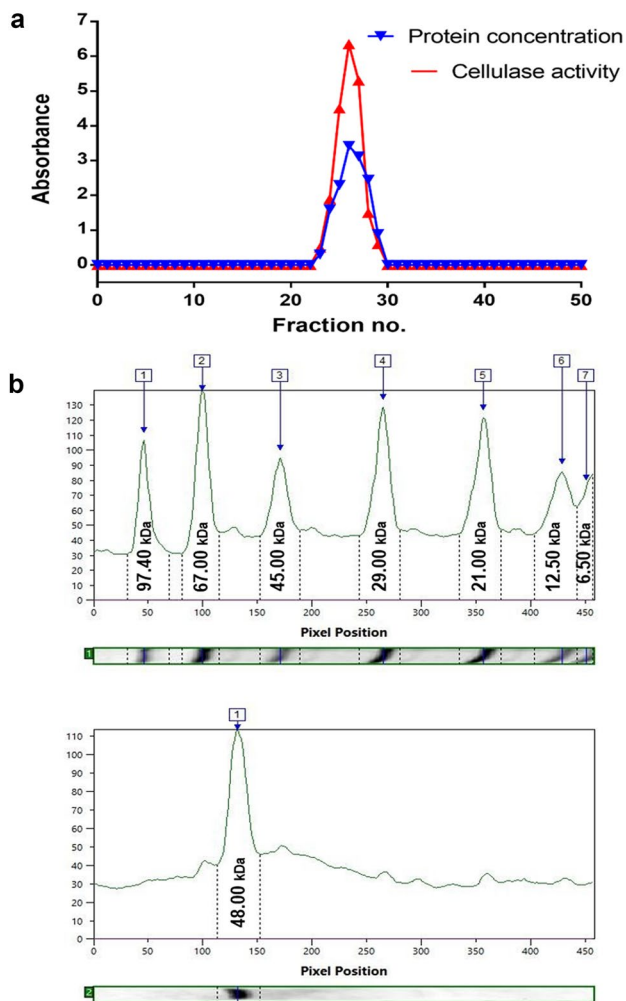 a
7
6
5
4
3
2
1
0
Absorbance
Protein concentration
Cellulase activity
0 10 20 30 40 50
Fraction no.
b
1 2 3 4 5 6 7
130
120
110
100
90
80
70
60
50
40
30
20
10
0
97.40 kDa
67.00 kDa
45.00 kDa
29.00 kDa
21.00 kDa
12.50 kDa
6.50 kDa
0 50 100 150 200 250 300 350 400 450
Pixel Position
1
1
110
100
90
80
70
60
50
40
30
20
10
0
48.00 kDa
0 50 100 150 200 250 300 350 400 450
Pixel Position
2